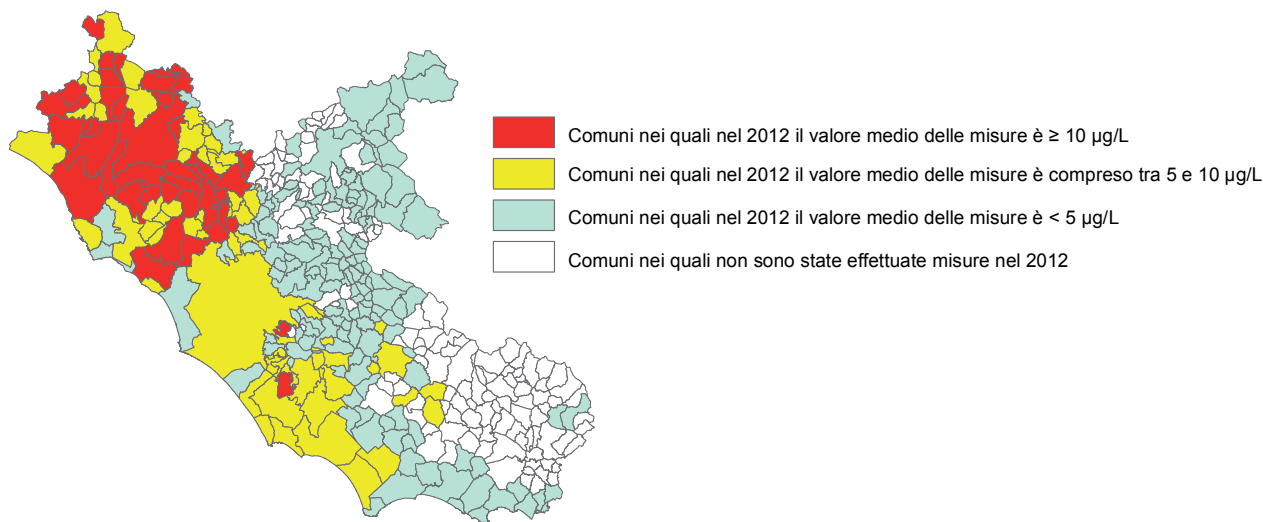 Comuni nei quali nel 2012 il valore medio delle misure è ≥ 10 µg/L
Comuni nei quali nel 2012 il valore medio delle misure è compreso tra 5 e 10 µg/L
Comuni nei quali nel 2012 il valore medio delle misure è < 5 µg/L
Comuni nei quali non sono state effettuate misure nel 2012